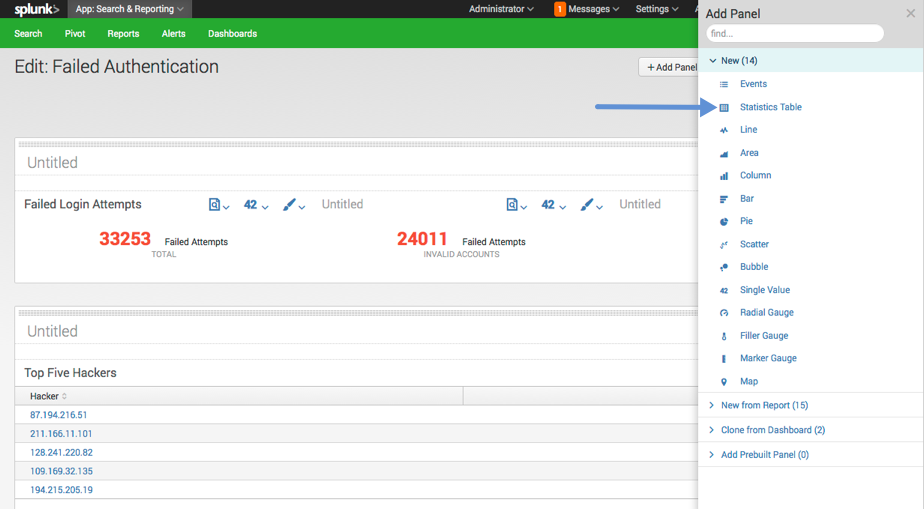 splunk> App: Search & Reporting Administrator 1 Messages Settings
Search Pivot Reports Alerts Dashboards
Edit: Failed Authentication
+ Add Panel
Untitled
Failed Login Attempts 42 Untitled 42 Untitled
33253 Failed Attempts
TOTAL
24011 Failed Attempts
INVALID ACCOUNTS
Untitled
Top Five Hackers
Hacker
87.194.216.51
211.166.11.101
128.241.220.82
109.169.32.135
194.215.205.19
Add Panel
find...
New (14)
Events
Statistics Table
Line
Area
Column
Bar
Pie
Scatter
Bubble
42 Single Value
Radial Gauge
Filler Gauge
Marker Gauge
Map
New from Report (15)
Clone from Dashboard (2)
Add Prebuilt Panel (0)